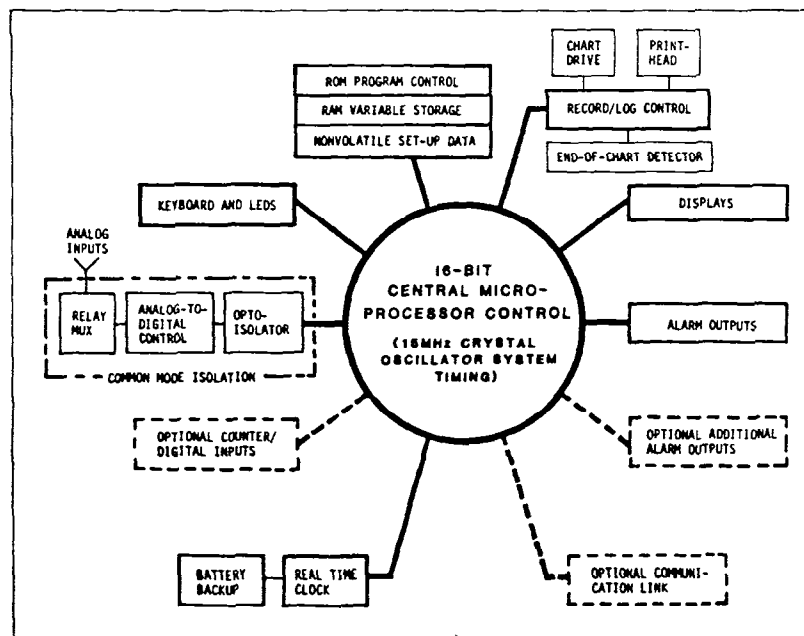 CHART
DRIVE
PRINT-
HEAD
ROM PROGRAM CONTROL
RAM VARIABLE STORAGE
NONVOLATILE SET-UP DATA
RECORD/LOG CONTROL
END-OF-CHART DETECTOR
KEYBOARD AND LEDS
DISPLAYS
ANALOG
INPUTS
RELAY
MUX
ANALOG-TO-
DIGITAL
CONTROL
OPTO-
ISOLATOR
COMMON MODE ISOLATION
16-BIT
CENTRAL MICRO-
PROCESSOR CONTROL
(15MHz CRYSTAL
OSCILLATOR SYSTEM
TIMING)
ALARM OUTPUTS
OPTIONAL COUNTER/
DIGITAL INPUTS
OPTIONAL ADDITIONAL
ALARM OUTPUTS
BATTERY
BACKUP
REAL TIME
CLOCK
OPTIONAL COMMUNI-
CATION LINK